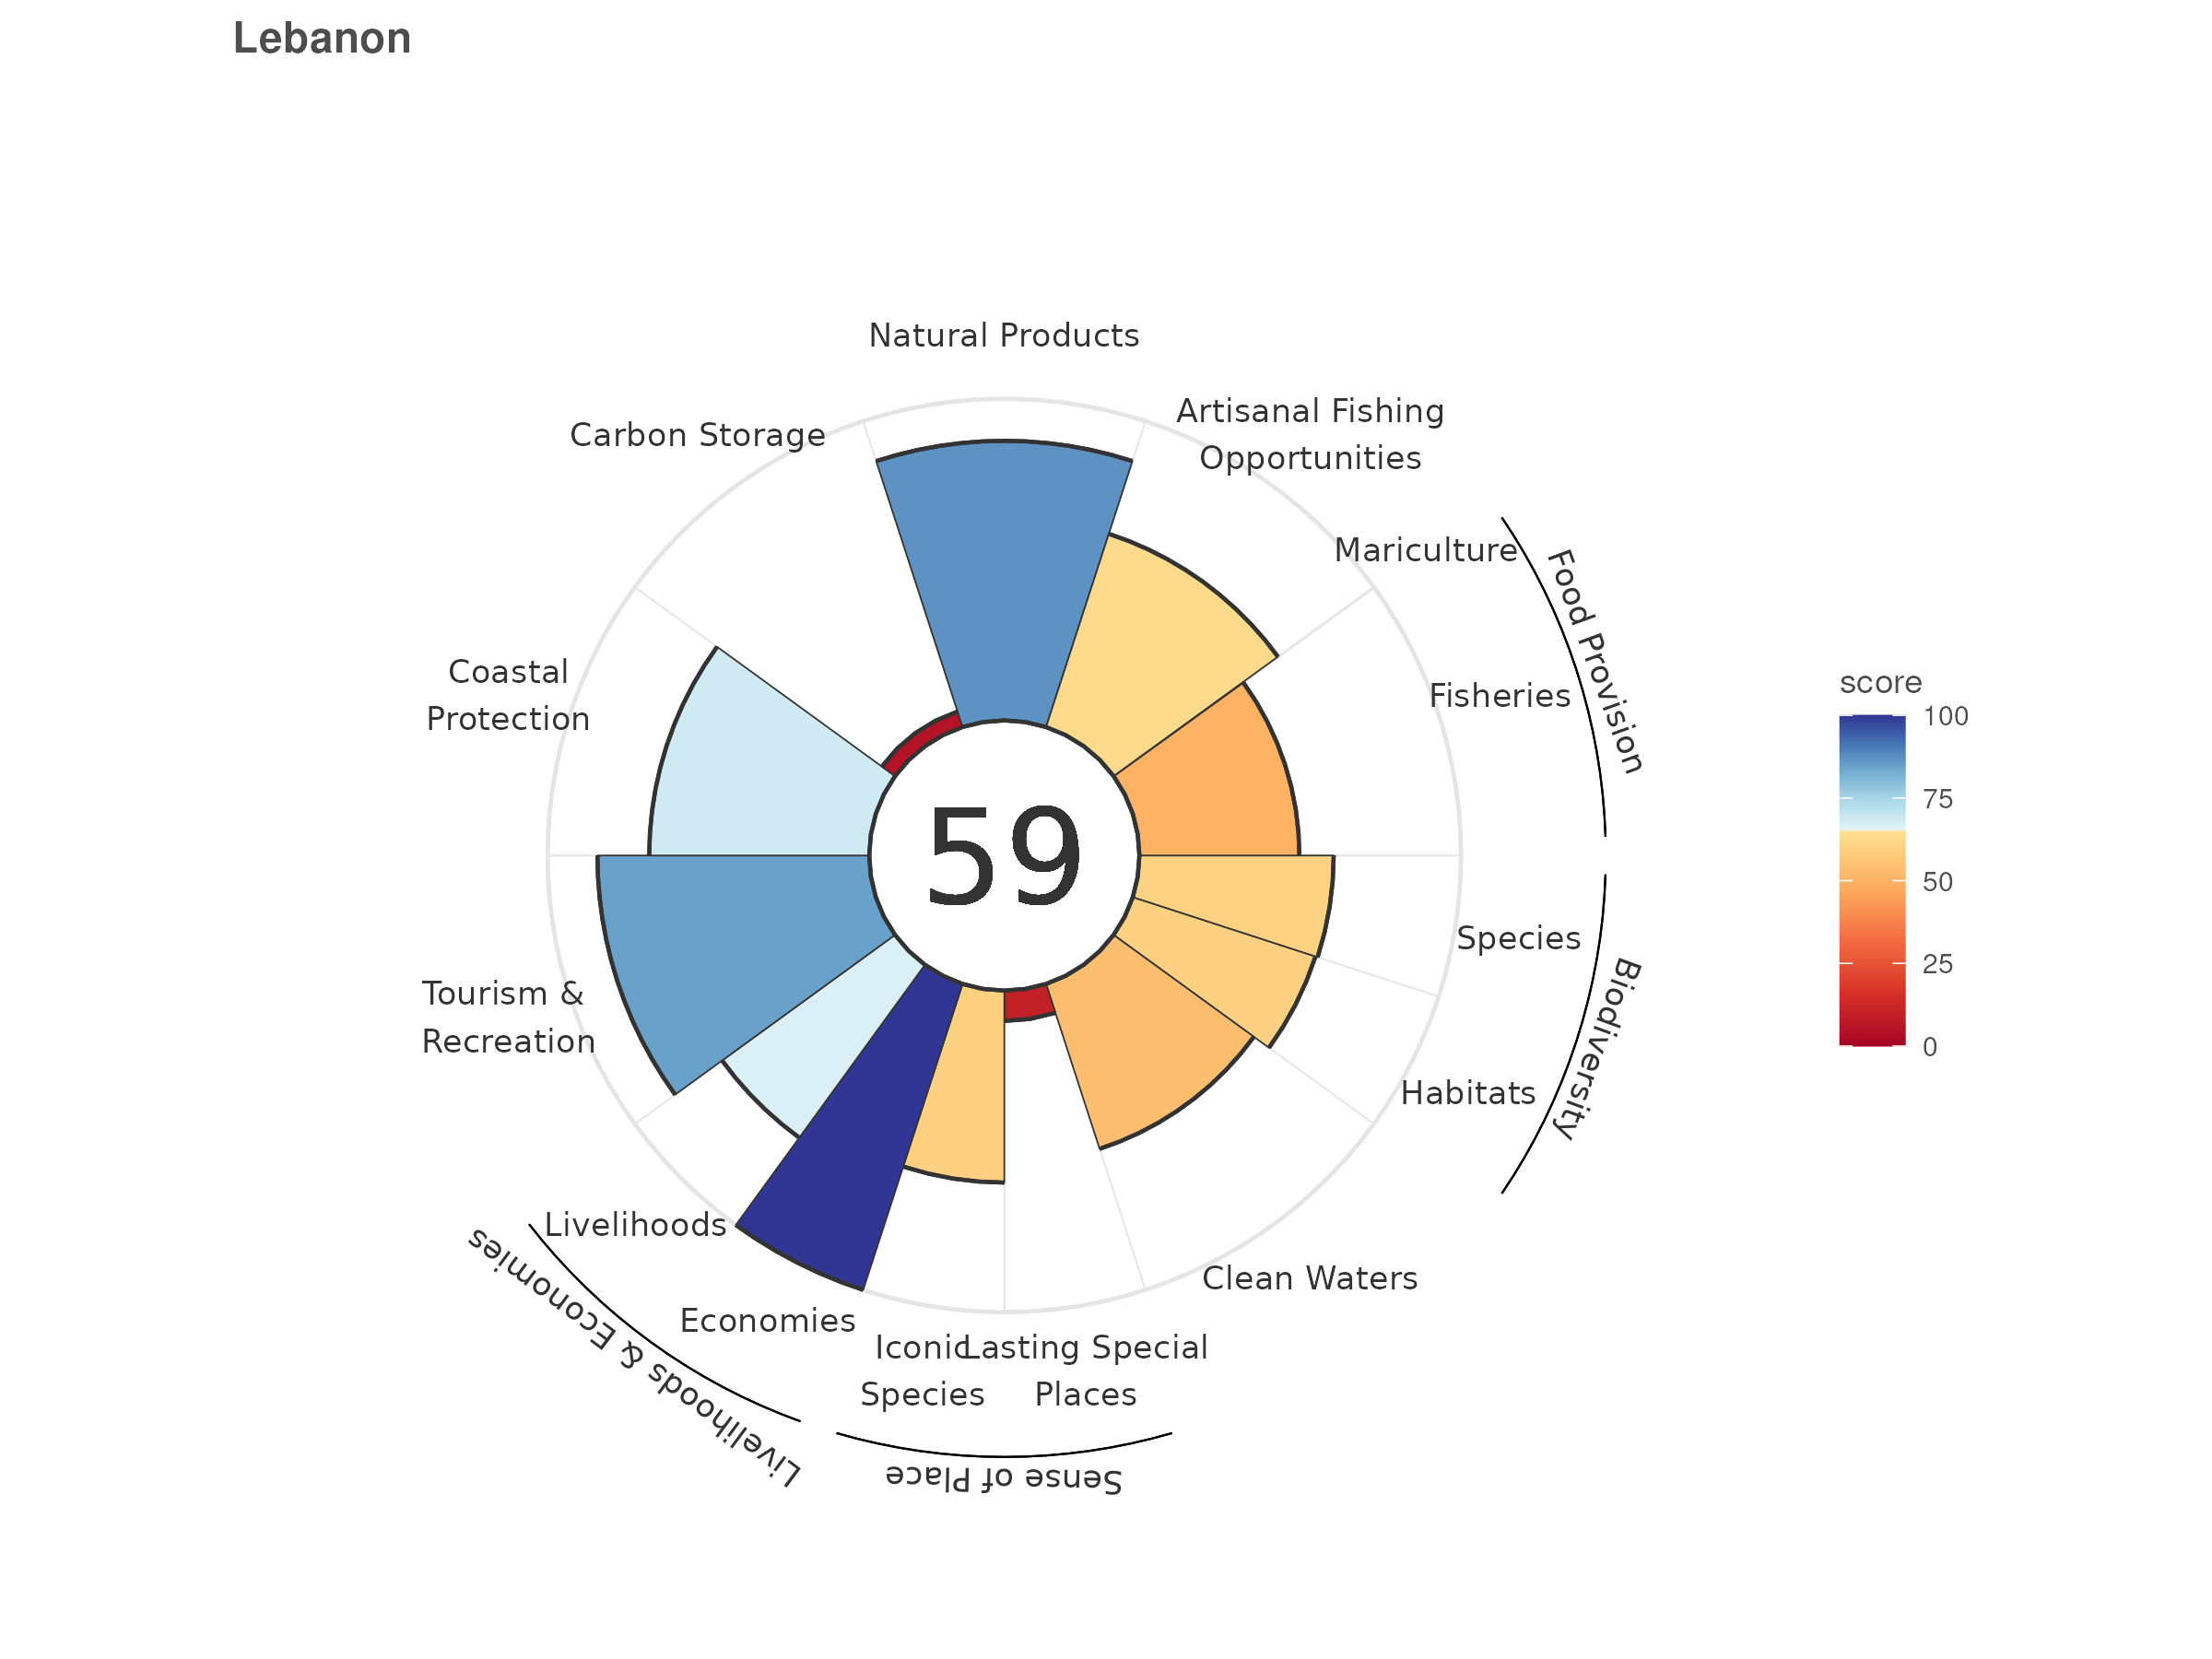 Lebanon
Natural Products
Artisanal Fishing
Opportunities
Carbon Storage
Mariculture
Food Provision
Fisheries
Coastal
Protection
score
100
75
50
25
0
59
Species
Biodiversity
Tourism &
Recreation
Habitats
Livelihoods
Clean Waters
Livelihoods & Economies
Economies
Iconic
Species
Lasting Special
Places
Sense of Place